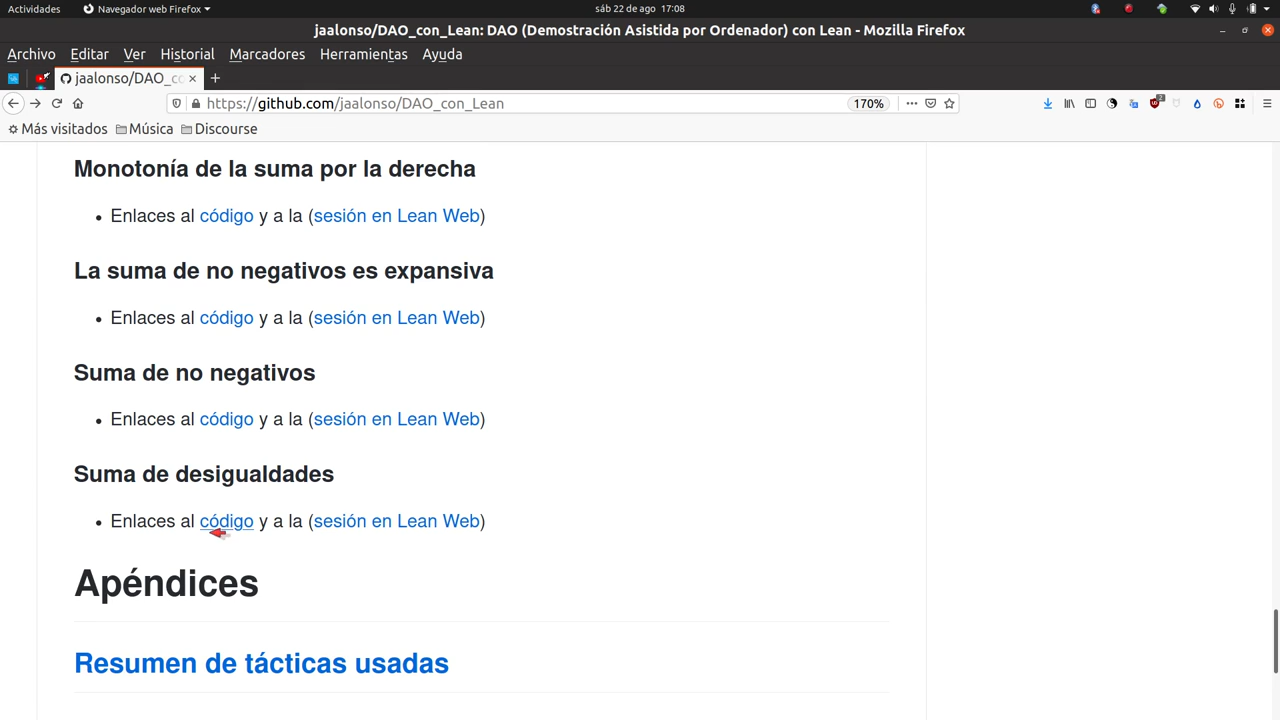 Actividades Navegador web Firefox sáb 22 de ago 17:08
jaalonso/DAO_con_Lean: DAO (Demostración Asistida por Ordenador) con Lean - Mozilla Firefox
Archivo Editar Ver Historial Marcadores Herramientas Ayuda
jaalonso/DAO_co
https://github.com/jaalonso/DAO_con_Lean 170%
Más visitados Música Discourse
Monotonía de la suma por la derecha
• Enlaces al código y a la (sesión en Lean Web)
La suma de no negativos es expansiva
• Enlaces al código y a la (sesión en Lean Web)
Suma de no negativos
• Enlaces al código y a la (sesión en Lean Web)
Suma de desigualdades
• Enlaces al código y a la (sesión en Lean Web)
Apéndices
Resumen de tácticas usadas